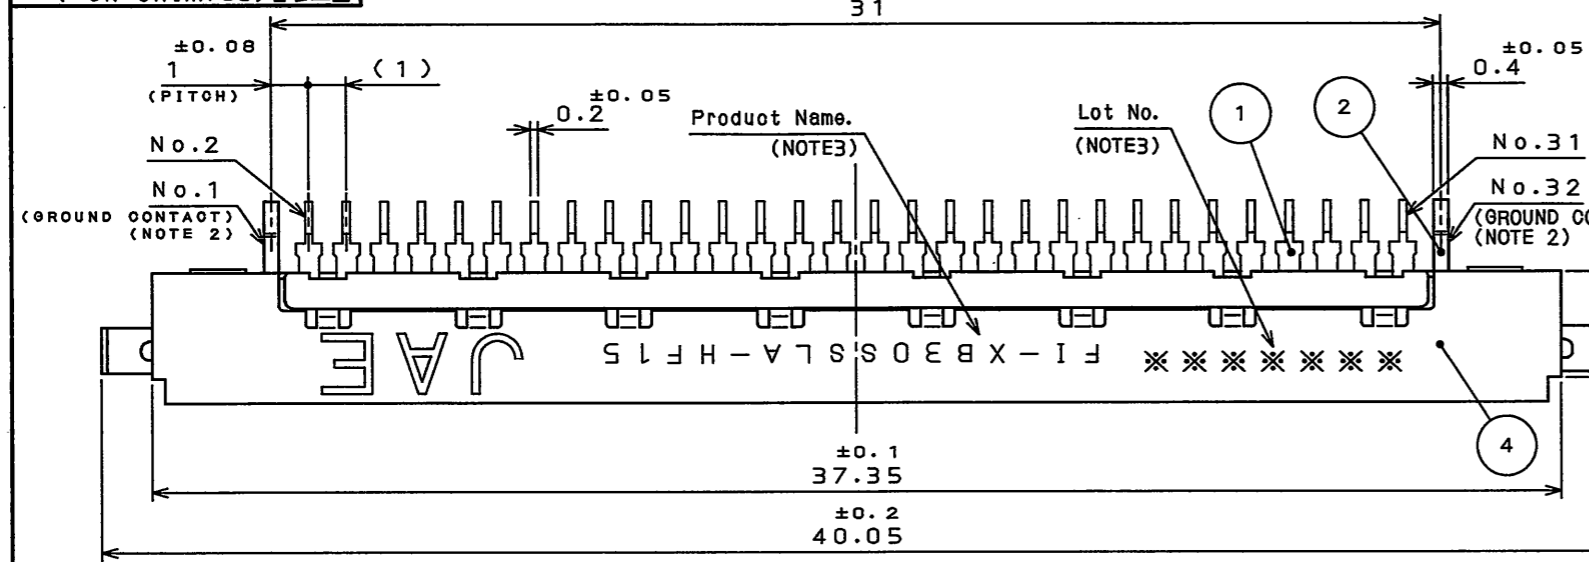 31
±0.08
1
(PITCH)
(1)
±0.05
0.2
±0.05
0.4
Product Name.
(NOTE3)
Lot No.
(NOTE3)
1
2
No.2
No.1
(GROUND CONTACT)
(NOTE 2)
No.31
No.32
(GROUND CO
(NOTE 2)
JAE
FI-XB30SSLA-HF15
※※※※※※※
4
±0.1
37.35
±0.2
40.05